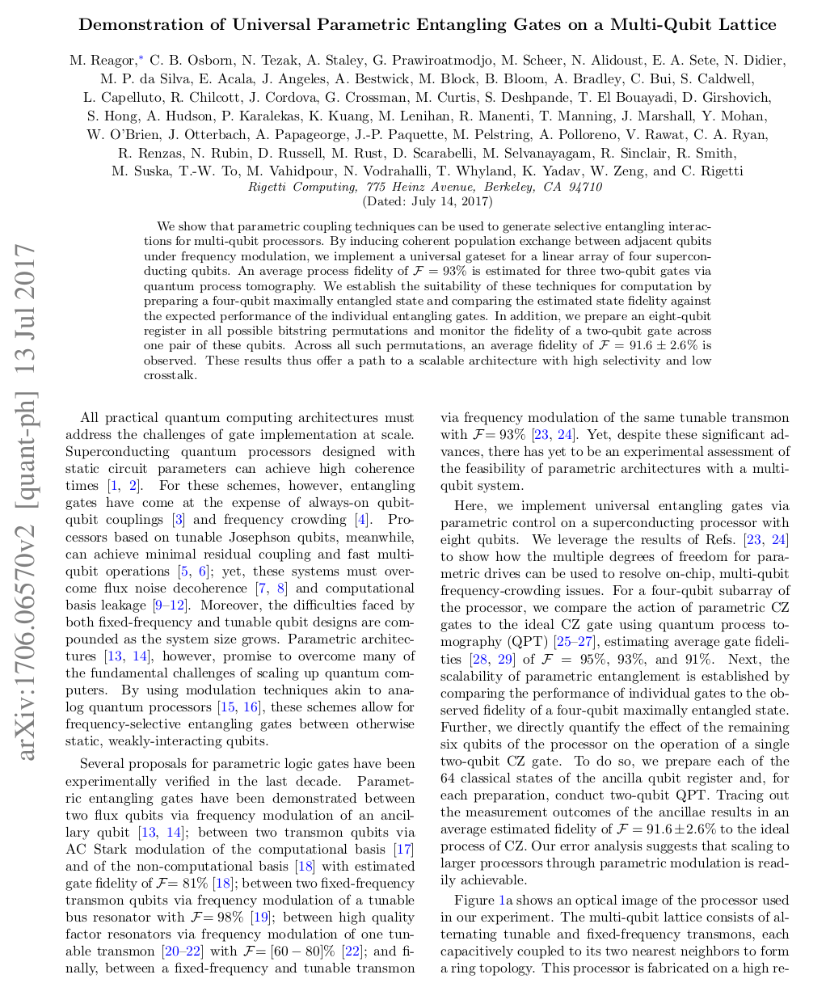 Demonstration of Universal Parametric Entangling Gates on a Multi-Qubit Lattice
M. Reagor,* C. B. Osborn, N. Tezak, A. Staley, G. Prawiroatmodjo, M. Scheer, N. Alidoust, E. A. Sete, N. Didier,
M. P. da Silva, E. Acala, J. Angeles, A. Bestwick, M. Block, B. Bloom, A. Bradley, C. Bui, S. Caldwell,
L. Capelluto, R. Chilcott, J. Cordova, G. Crossman, M. Curtis, S. Deshpande, T. El Bouayadi, D. Girshovich,
S. Hong, A. Hudson, P. Karalekas, K. Kuang, M. Lenihan, R. Manenti, T. Manning, J. Marshall, Y. Mohan,
W. O'Brien, J. Otterbach, A. Papageorge, J.-P. Paquette, M. Pelstring, A. Polloreno, V. Rawat, C. A. Ryan,
R. Renzas, N. Rubin, D. Russell, M. Rust, D. Scarabelli, M. Selvanayagam, R. Sinclair, R. Smith,
M. Suska, T.-W. To, M. Vahidpour, N. Vodrahalli, T. Whyland, K. Yadav, W. Zeng, and C. Rigetti
Rigetti Computing, 775 Heinz Avenue, Berkeley, CA 94710
(Dated: July 14, 2017)
We show that parametric coupling techniques can be used to generate selective entangling interac-
tions for multi-qubit processors. By inducing coherent population exchange between adjacent qubits
under frequency modulation, we implement a universal gateset for a linear array of four supercon-
ducting qubits. An average process fidelity of ℱ = 93% is estimated for three two-qubit gates via
quantum process tomography. We establish the suitability of these techniques for computation by
preparing a four-qubit maximally entangled state and comparing the estimated state fidelity against
the expected performance of the individual entangling gates. In addition, we prepare an eight-qubit
register in all possible bitstring permutations and monitor the fidelity of a two-qubit gate across
one pair of these qubits. Across all such permutations, an average fidelity of ℱ = 91.6 ± 2.6% is
observed. These results thus offer a path to a scalable architecture with high selectivity and low
crosstalk.
All practical quantum computing architectures must
address the challenges of gate implementation at scale.
Superconducting quantum processors designed with
static circuit parameters can achieve high coherence
times [1, 2]. For these schemes, however, entangling
gates have come at the expense of always-on qubit-
qubit couplings [3] and frequency crowding [4]. Pro-
cessors based on tunable Josephson qubits, meanwhile,
can achieve minimal residual coupling and fast multi-
qubit operations [5, 6]; yet, these systems must over-
come flux noise decoherence [7, 8] and computational
basis leakage [9–12]. Moreover, the difficulties faced by
both fixed-frequency and tunable qubit designs are com-
pounded as the system size grows. Parametric architec-
tures [13, 14], however, promise to overcome many of
the fundamental challenges of scaling up quantum com-
puters. By using modulation techniques akin to ana-
log quantum processors [15, 16], these schemes allow for
frequency-selective entangling gates between otherwise
static, weakly-interacting qubits.
Several proposals for parametric logic gates have been
experimentally verified in the last decade. Paramet-
ric entangling gates have been demonstrated between
two flux qubits via frequency modulation of an ancil-
lary qubit [13, 14]; between two transmon qubits via
AC Stark modulation of the computational basis [17]
and of the non-computational basis [18] with estimated
gate fidelity of ℱ= 81% [18]; between two fixed-frequency
transmon qubits via frequency modulation of a tunable
bus resonator with ℱ= 98% [19]; between high quality
factor resonators via frequency modulation of one tun-
able transmon [20–22] with ℱ= [60 − 80]% [22]; and fi-
nally, between a fixed-frequency and tunable transmon
via frequency modulation of the same tunable transmon
with ℱ= 93% [23, 24]. Yet, despite these significant ad-
vances, there has yet to be an experimental assessment of
the feasibility of parametric architectures with a multi-
qubit system.
Here, we implement universal entangling gates via
parametric control on a superconducting processor with
eight qubits. We leverage the results of Refs. [23, 24]
to show how the multiple degrees of freedom for para-
metric drives can be used to resolve on-chip, multi-qubit
frequency-crowding issues. For a four-qubit subarray of
the processor, we compare the action of parametric CZ
gates to the ideal CZ gate using quantum process to-
mography (QPT) [25–27], estimating average gate fideli-
ties [28, 29] of ℱ = 95%, 93%, and 91%. Next, the
scalability of parametric entanglement is established by
comparing the performance of individual gates to the ob-
served fidelity of a four-qubit maximally entangled state.
Further, we directly quantify the effect of the remaining
six qubits of the processor on the operation of a single
two-qubit CZ gate. To do so, we prepare each of the
64 classical states of the ancilla qubit register and, for
each preparation, conduct two-qubit QPT. Tracing out
the measurement outcomes of the ancillae results in an
average estimated fidelity of ℱ = 91.6±2.6% to the ideal
process of CZ. Our error analysis suggests that scaling to
larger processors through parametric modulation is read-
ily achievable.
Figure 1a shows an optical image of the processor used
in our experiment. The multi-qubit lattice consists of al-
ternating tunable and fixed-frequency transmons, each
capacitively coupled to its two nearest neighbors to form
a ring topology. This processor is fabricated on a high re-
arXiv:1706.06570v2 [quant-ph] 13 Jul 2017